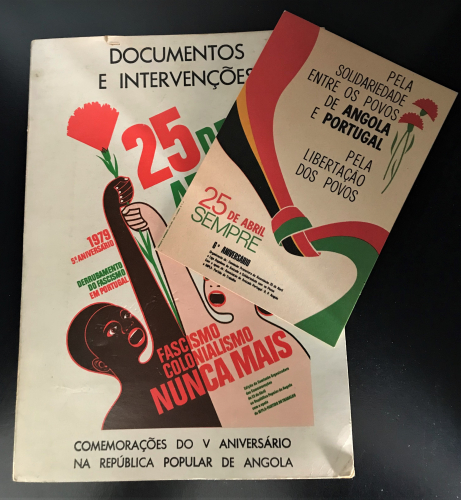 DOCUMENTOS
E INTERVENÇÕES
25 DE
1979
5º ANIVERSÁRIO
DERRUBAMENTO
DO FASCISMO
EM PORTUGAL
FASCISMO
COLONIALISMO
NUNCA MAIS
COMEMORAÇÕES DO V ANIVERSÁRIO
NA REPÚBLICA POPULAR DE ANGOLA
PELA
SOLIDARIEDADE
ENTRE OS POVOS
DE ANGOLA
E PORTUGAL
PELA
LIBERTAÇÃO
DOS POVOS
25 DE ABRIL
SEMPRE
6º ANIVERSÁRIO